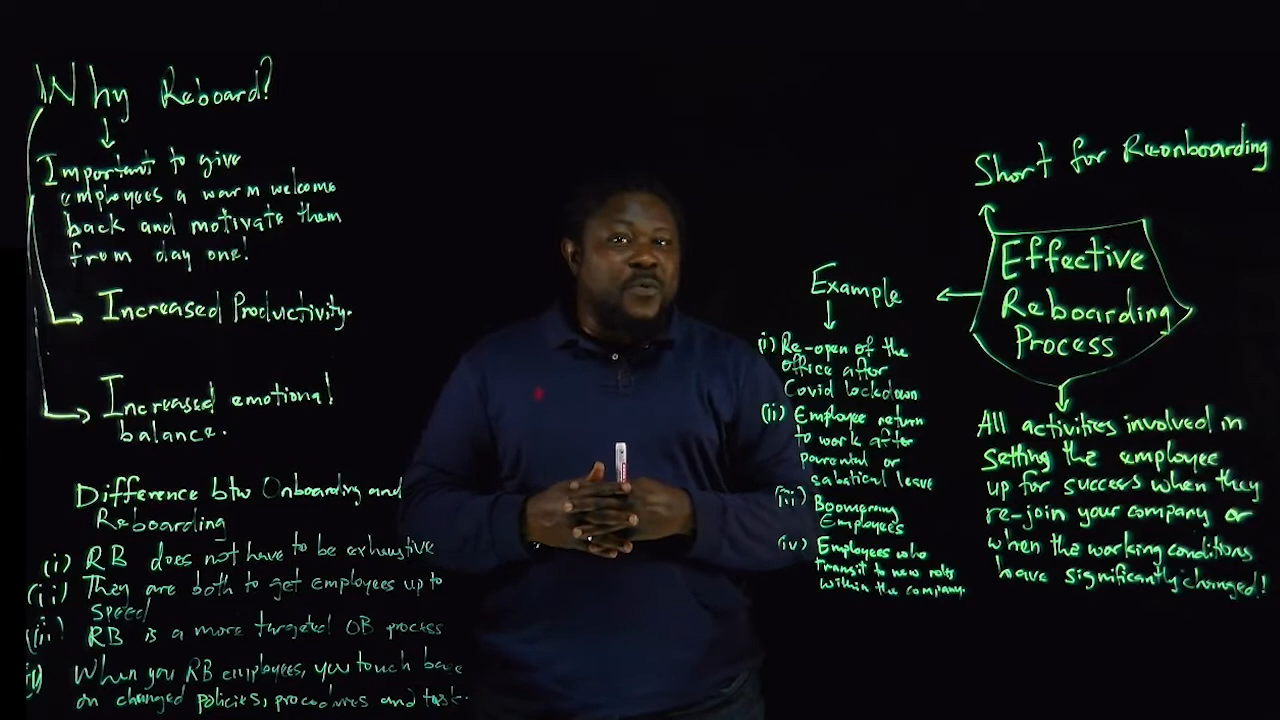 Why Reboard?
Important to give
employees a warm welcome
back and motivate them
from day one!
Increased Productivity.
Increased emotional
balance.
Difference btw Onboarding and
Reboarding
(i) RB does not have to be exhaustive
(ii) They are both to get employees up to
speed
(iii) RB is a more targeted OB process
When you RB employees, you touch base
on changed policies, procedures and task.
Example
(i) Re-open of the
office after
Covid lockdown
(ii) Employee return
to work after
parental or
sabatical leave
(iii) Boomerang
Employees
(iv) Employees who
transit to new roles
within the company.
Short for Reonboarding
Effective
Reboarding
Process
All activities involved in
setting the employee
up for success when they
re-join your company or
when the working conditions
have significantly changed!